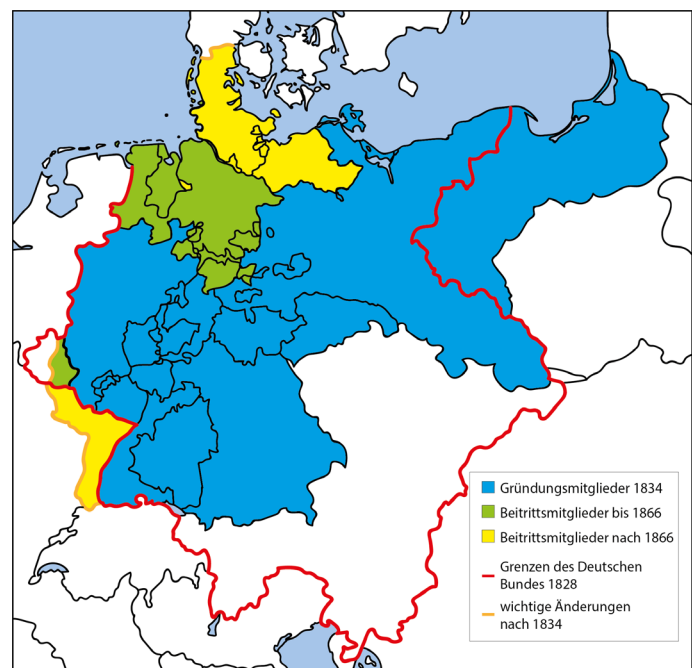 Gründungsmitglieder 1834
Beitrittsmitglieder bis 1866
Beitrittsmitglieder nach 1866
Grenzen des Deutschen
Bundes 1828
wichtige Änderungen
nach 1834